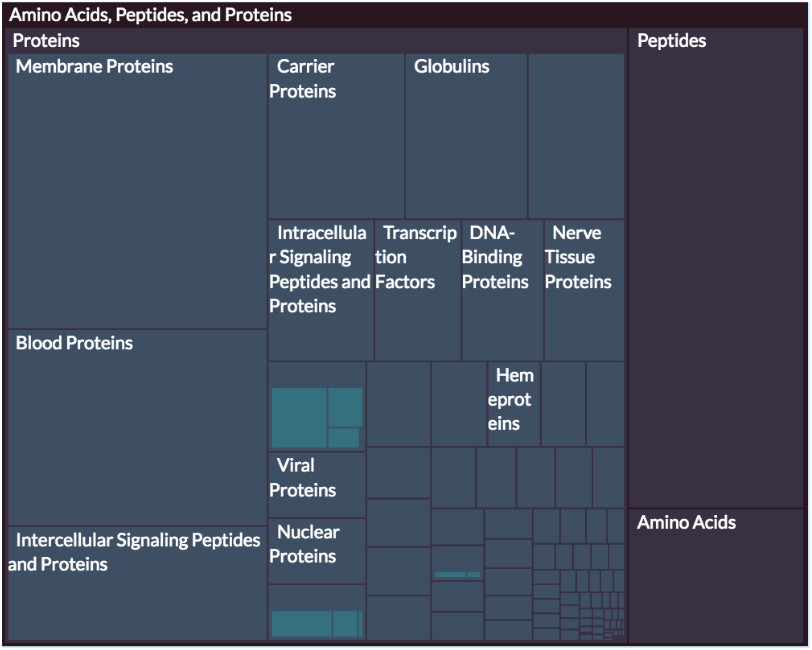 Amino Acids, Peptides, and Proteins
Proteins
Peptides
Membrane Proteins
Carrier
Proteins
Globulins
Intracellula
r Signaling
Peptides and
Proteins
Transcrip
tion
Factors
DNA-
Binding
Proteins
Nerve
Tissue
Proteins
Blood Proteins
Hem
eprot
eins
Viral
Proteins
Nuclear
Proteins
Intercellular Signaling Peptides
and Proteins
Amino Acids